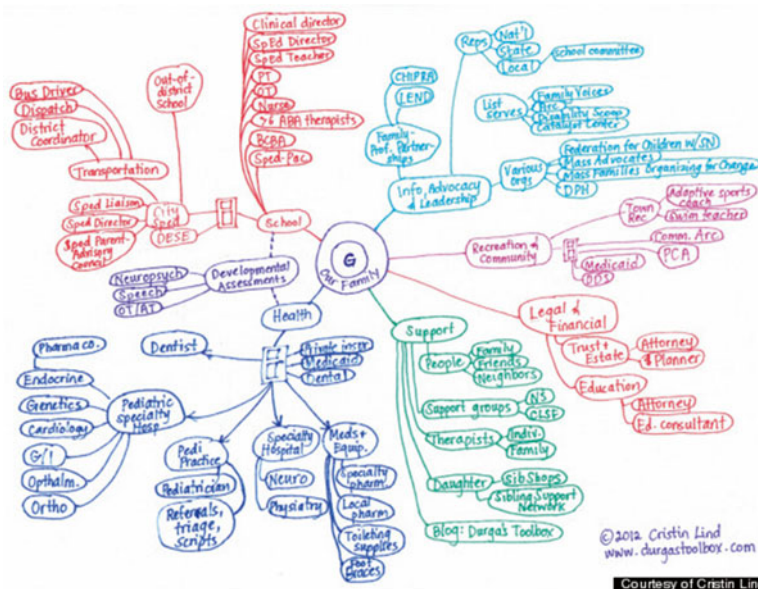 Clinical director
SpEd Director
SpEd Teacher
PT
OT
Nurse
>6 ABA therapists
BCBA
Sped-Pac
School
Out-of-
district
School
Bus Driver
Dispatch
District
Coordinator
Transportation
Sped Liaison
Sped Director
Sped Parent
Advisory
Council
City
Sped
DESE
Neuropsych
Speech
OT/AT
Developmental
Assessments
Reps
Nat'l
State
Local
School committee
CHIPRA
LEND
Family-
Prof. Partner-
ships
List
serves
Family Voices
Arc
Disability Scoop
Catalyst Center
Info, Advocacy
& Leadership
Various
Orgs
Federation for Children w/SN
Mass Advocates
Mass Families Organizing for Change
DPH
G
Our Family
Recreation &
Community
Town
Rec
Adaptive sports
coach
Swim teacher
Comm. Arc
PCA
Medicaid
DDS
Legal &
Financial
Trust &
Estate
Attorney
$ Planner
Education
Attorney
Ed. consultant
Support
People
Family
Friends
Neighbors
Support groups
NS
Therapists
Indiv.
Family
Daughter
SibShops
Sibling Support
Network
Blog: Durga's Toolbox
Health
Private insur
Medicaid
Dental
Dentist
Pharma co.
Endocrine
Genetics
Cardiology
G/I
Opthalm.
Ortho
Pediatric
Specialty
Hosp
Pedi
Practice
Pediatrician
Referrals,
triage,
scripts
Specialty
Hospital
Neuro
Physiatry
Meds &
Equip.
Specialty
pharm
Local
pharm
Toileting
supplies
Foot
Braces
©2012 Cristin Lind
www.durgastoolbox.com
Courtesy of Cristin Lin